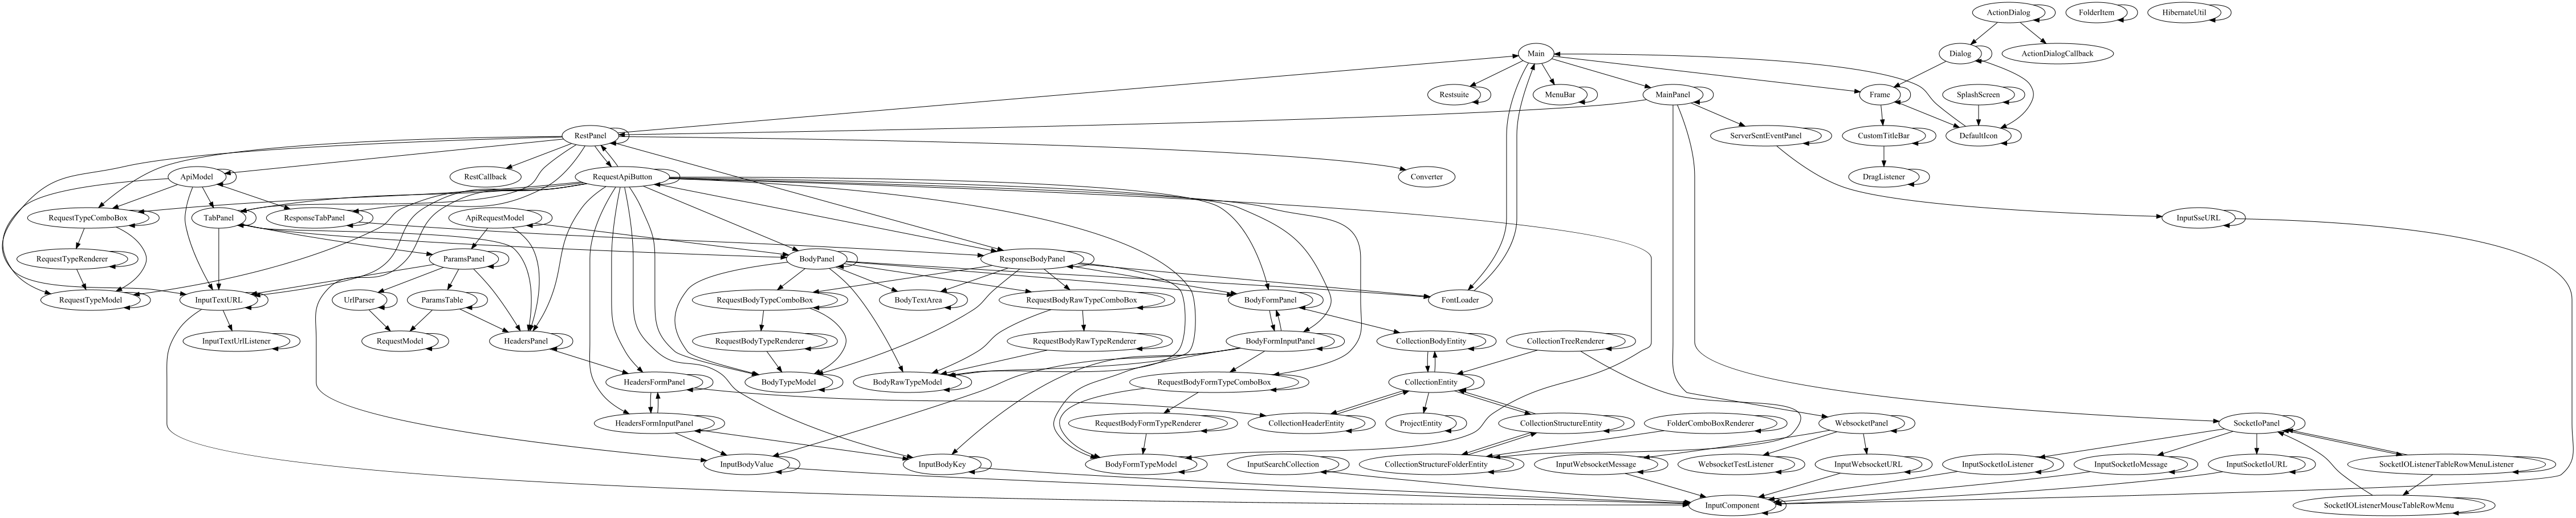 ActionDialog
FolderItem
HibernateUtil
Main
Dialog
ActionDialogCallback
Restsuite
MenuBar
MainPanel
Frame
SplashScreen
RestPanel
ServerSentEventPanel
CustomTitleBar
DefaultIcon
ApiModel
RestCallback
RequestApiButton
Converter
DragListener
RequestTypeComboBox
TabPanel
ResponseTabPanel
ApiRequestModel
InputSseURL
RequestTypeRenderer
ParamsPanel
BodyPanel
ResponseBodyPanel
RequestTypeModel
InputTextURL
UrlParser
ParamsTable
RequestBodyTypeComboBox
BodyTextArea
RequestBodyRawTypeComboBox
BodyFormPanel
FontLoader
InputTextUrlListener
RequestModel
HeadersPanel
RequestBodyTypeRenderer
RequestBodyRawTypeRenderer
BodyFormInputPanel
CollectionBodyEntity
CollectionTreeRenderer
HeadersFormPanel
BodyTypeModel
BodyRawTypeModel
RequestBodyFormTypeComboBox
CollectionEntity
HeadersFormInputPanel
RequestBodyFormTypeRenderer
CollectionHeaderEntity
ProjectEntity
CollectionStructureEntity
FolderComboBoxRenderer
WebsocketPanel
SocketIoPanel
InputBodyValue
InputBodyKey
BodyFormTypeModel
InputSearchCollection
CollectionStructureFolderEntity
InputWebsocketMessage
WebsocketTestListener
InputWebsocketURL
InputSocketIoListener
InputSocketIoMessage
InputSocketIoURL
SocketIOListenerTableRowMenuListener
InputComponent
SocketIOListenerMouseTableRowMenu